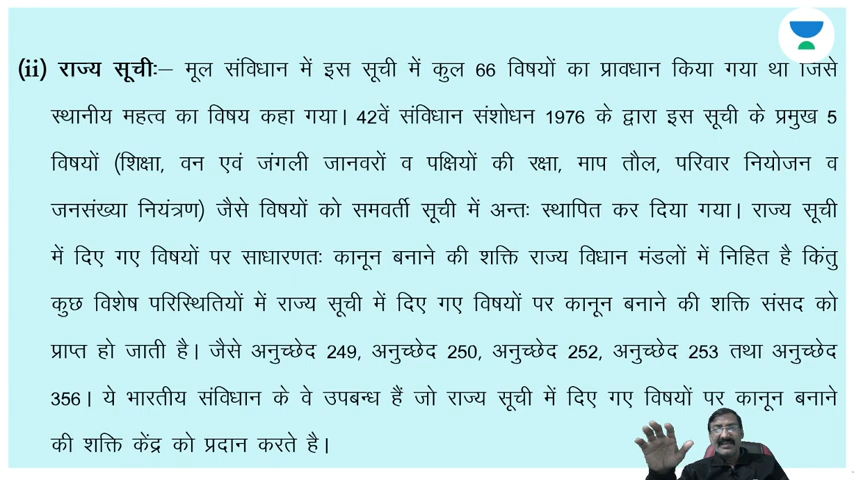 (ii) राज्य सूची:– मूल संविधान में इस सूची में कुल 66 विषयों का प्रावधान किया गया था जिसे
स्थानीय महत्व का विषय कहा गया। 42वें संविधान संशोधन 1976 के द्वारा इस सूची के प्रमुख 5
विषयों (शिक्षा, वन एवं जंगली जानवरों व पक्षियों की रक्षा, माप तौल, परिवार नियोजन व
जनसंख्या नियंत्रण) जैसे विषयों को समवर्ती सूची में अन्तः स्थापित कर दिया गया। राज्य सूची
में दिए गए विषयों पर साधारणतः कानून बनाने की शक्ति राज्य विधान मंडलों में निहित है किंतु
कुछ विशेष परिस्थितियों में राज्य सूची में दिए गए विषयों पर कानून बनाने की शक्ति संसद को
प्राप्त हो जाती है। जैसे अनुच्छेद 249, अनुच्छेद 250, अनुच्छेद 252, अनुच्छेद 253 तथा अनुच्छेद
356। ये भारतीय संविधान के वे उपबन्ध हैं जो राज्य सूची में दिए गए विषयों पर कानून बनाने
की शक्ति केंद्र को प्रदान करते है।